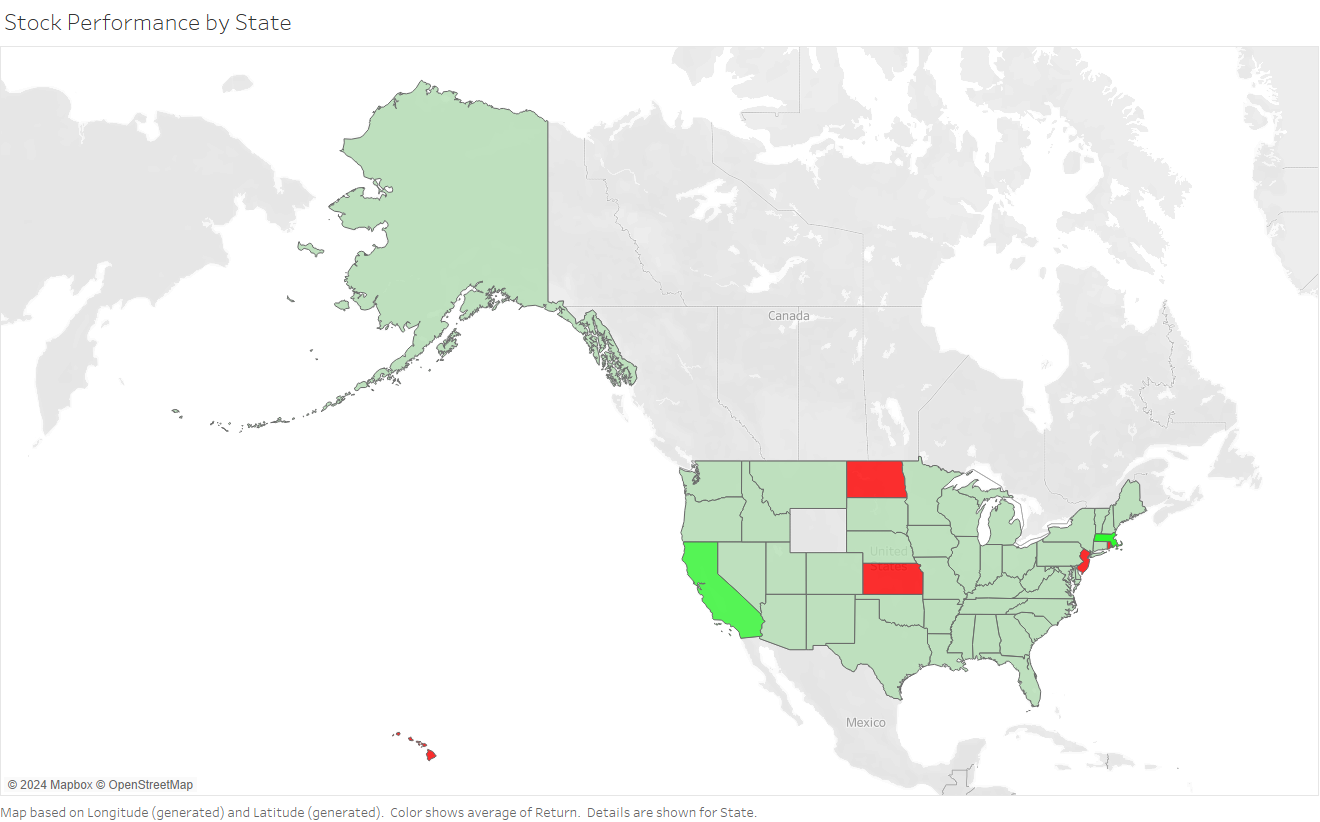 Stock Performance by State
Canada
United
States
Mexico
© 2024 Mapbox © OpenStreetMap
Map based on Longitude (generated) and Latitude (generated). Color shows average of Return. Details are shown for State.